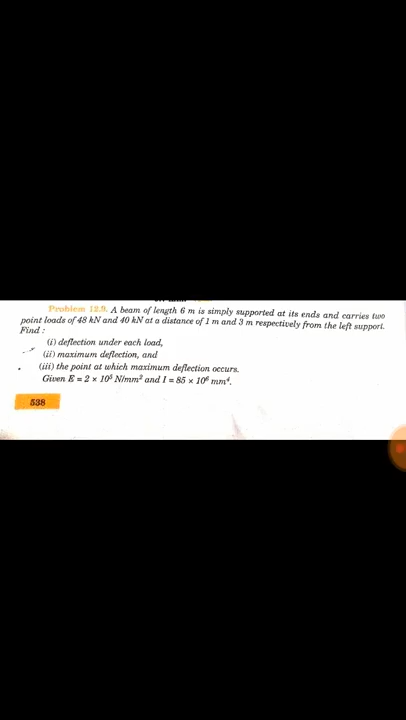 Problem 12.9. A beam of length 6 m is simply supported at its ends and carries two
point loads of 48 kN and 40 kN at a distance of 1 m and 3 m respectively from the left support.
Find :
(i) deflection under each load,
(ii) maximum deflection, and
(iii) the point at which maximum deflection occurs.
Given E = 2 × 10⁵ N/mm² and I = 85 × 10⁶ mm⁴.
538